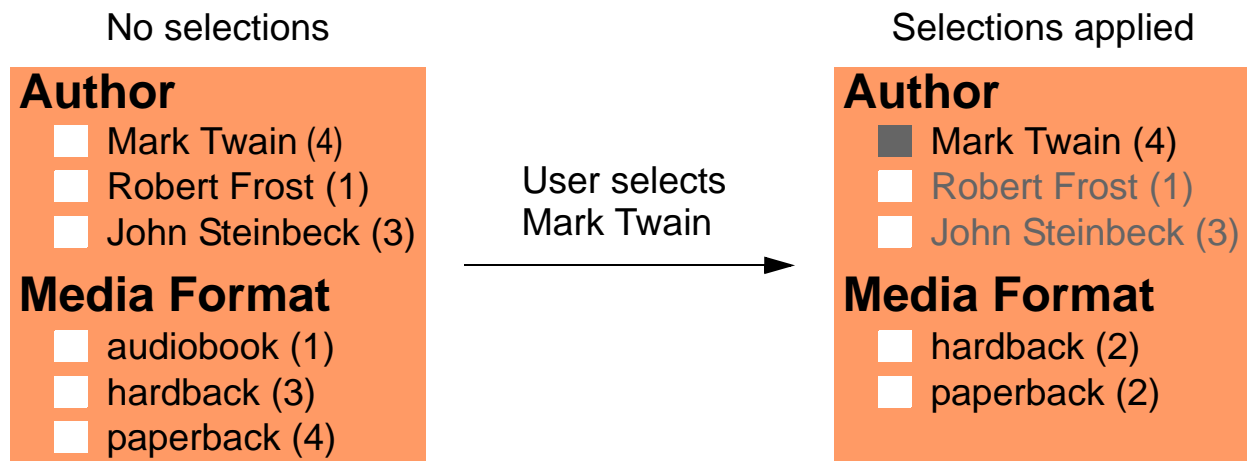 No selections
Author
Mark Twain (4)
Robert Frost (1)
John Steinbeck (3)
Media Format
audiobook (1)
hardback (3)
paperback (4)
User selects
Mark Twain
Selections applied
Author
Mark Twain (4)
Robert Frost (1)
John Steinbeck (3)
Media Format
hardback (2)
paperback (2)